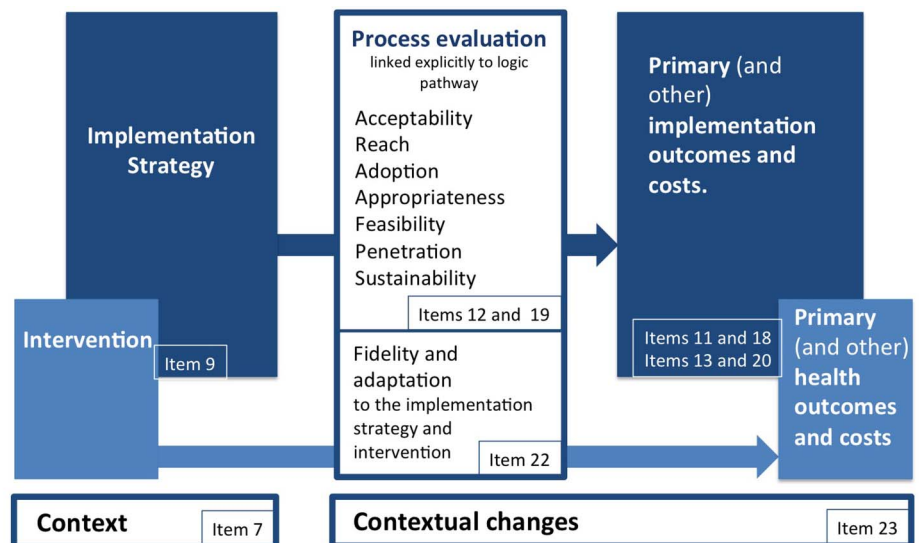 Implementation
Strategy
Intervention
Item 9
Process evaluation
linked explicitly to logic
pathway
Acceptability
Reach
Adoption
Appropriateness
Feasibility
Penetration
Sustainability
Items 12 and  19
Fidelity and
adaptation
to the implementation
strategy and
intervention
Item 22
Primary (and
other)
implementation
outcomes and
costs.
Items 11 and 18
Items 13 and 20
Primary
(and other)
health
outcomes
and costs
Context
Item 7
Contextual changes
Item 23